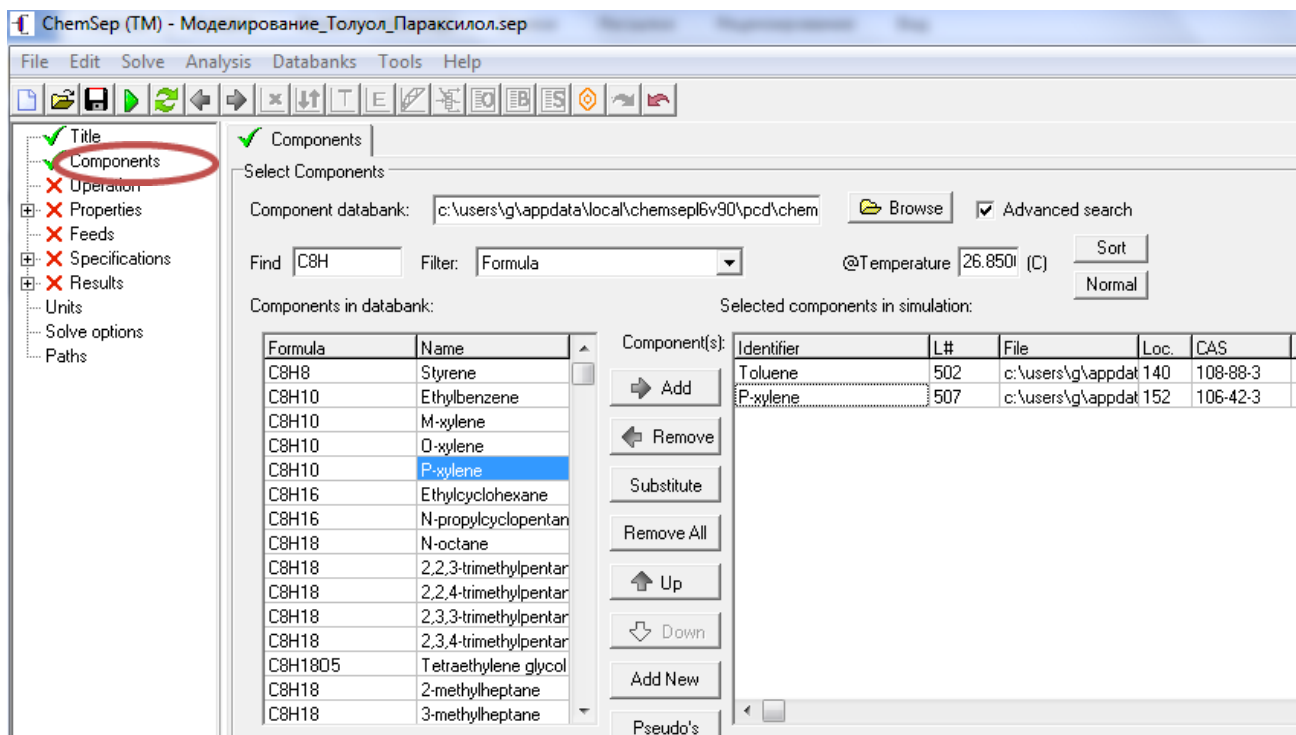 ChemSep (TM) - Моделирование_Толуол_Параксилол.sep
File Edit Solve Analysis Databanks Tools Help
Title
Components
Operation
Properties
Feeds
Specifications
Results
Units
Solve options
Paths
Components
Select Components
Component databank: c:\users\g\appdata\local\chemsepl6v90\pcd\chem Browse Advanced search
Find C8H Filter: Formula @Temperature 26.850 (C) Sort
Normal
Components in databank: Selected components in simulation:
Formula Name
C8H8 Styrene
C8H10 Ethylbenzene
C8H10 M-xylene
C8H10 O-xylene
C8H10 P-xylene
C8H16 Ethylcyclohexane
C8H16 N-propylcyclopentan
C8H18 N-octane
C8H18 2,2,3-trimethylpentar
C8H18 2,2,4-trimethylpentar
C8H18 2,3,3-trimethylpentar
C8H18 2,3,4-trimethylpentar
C8H18O5 Tetraethylene glycol
C8H18 2-methylheptane
C8H18 3-methylheptane
Component(s):
Add
Remove
Substitute
Remove All
Up
Down
Add New
Pseudo's
Identifier L# File Loc. CAS
Toluene 502 c:\users\g\appdat 140 108-88-3
P-xylene 507 c:\users\g\appdat 152 106-42-3